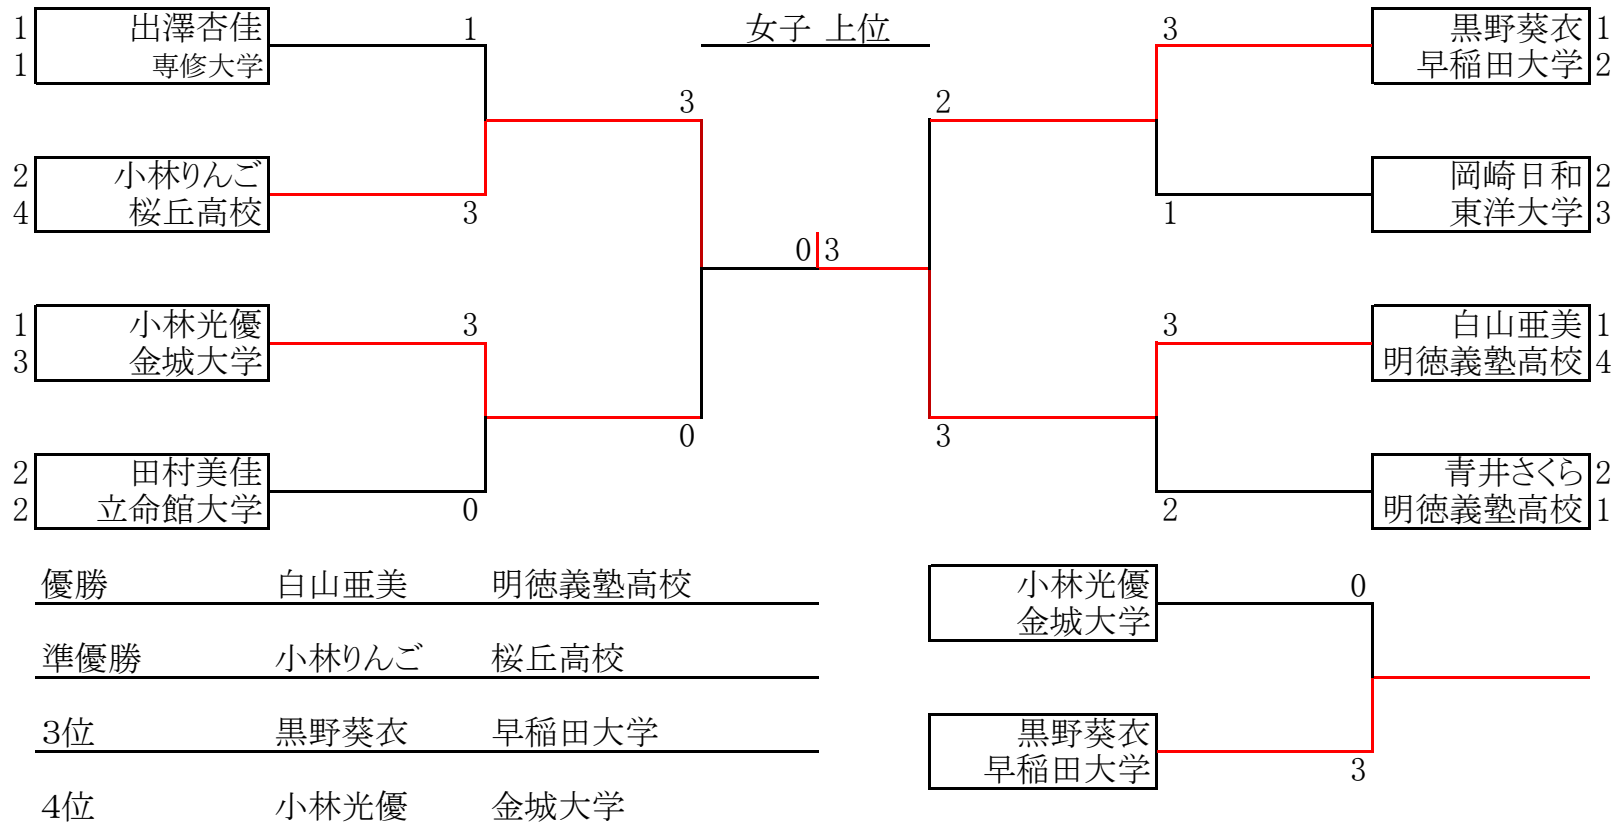 女子 上位
1 出澤杏佳 1
1 専修大学
3
2 小林りんご
4 桜丘高校 3
1 小林光優 3
3 金城大学
0
2 田村美佳
2 立命館大学 0
0 3
3 黒野葵衣 1
早稲田大学 2
2
岡崎日和 2
1 東洋大学 3
3 白山亜美 1
明徳義塾高校 4
3
青井さくら 2
2 明徳義塾高校 1
優勝 白山亜美 明徳義塾高校
準優勝 小林りんご 桜丘高校
3位 黒野葵衣 早稲田大学
4位 小林光優 金城大学
小林光優 0
金城大学
黒野葵衣
早稲田大学 3